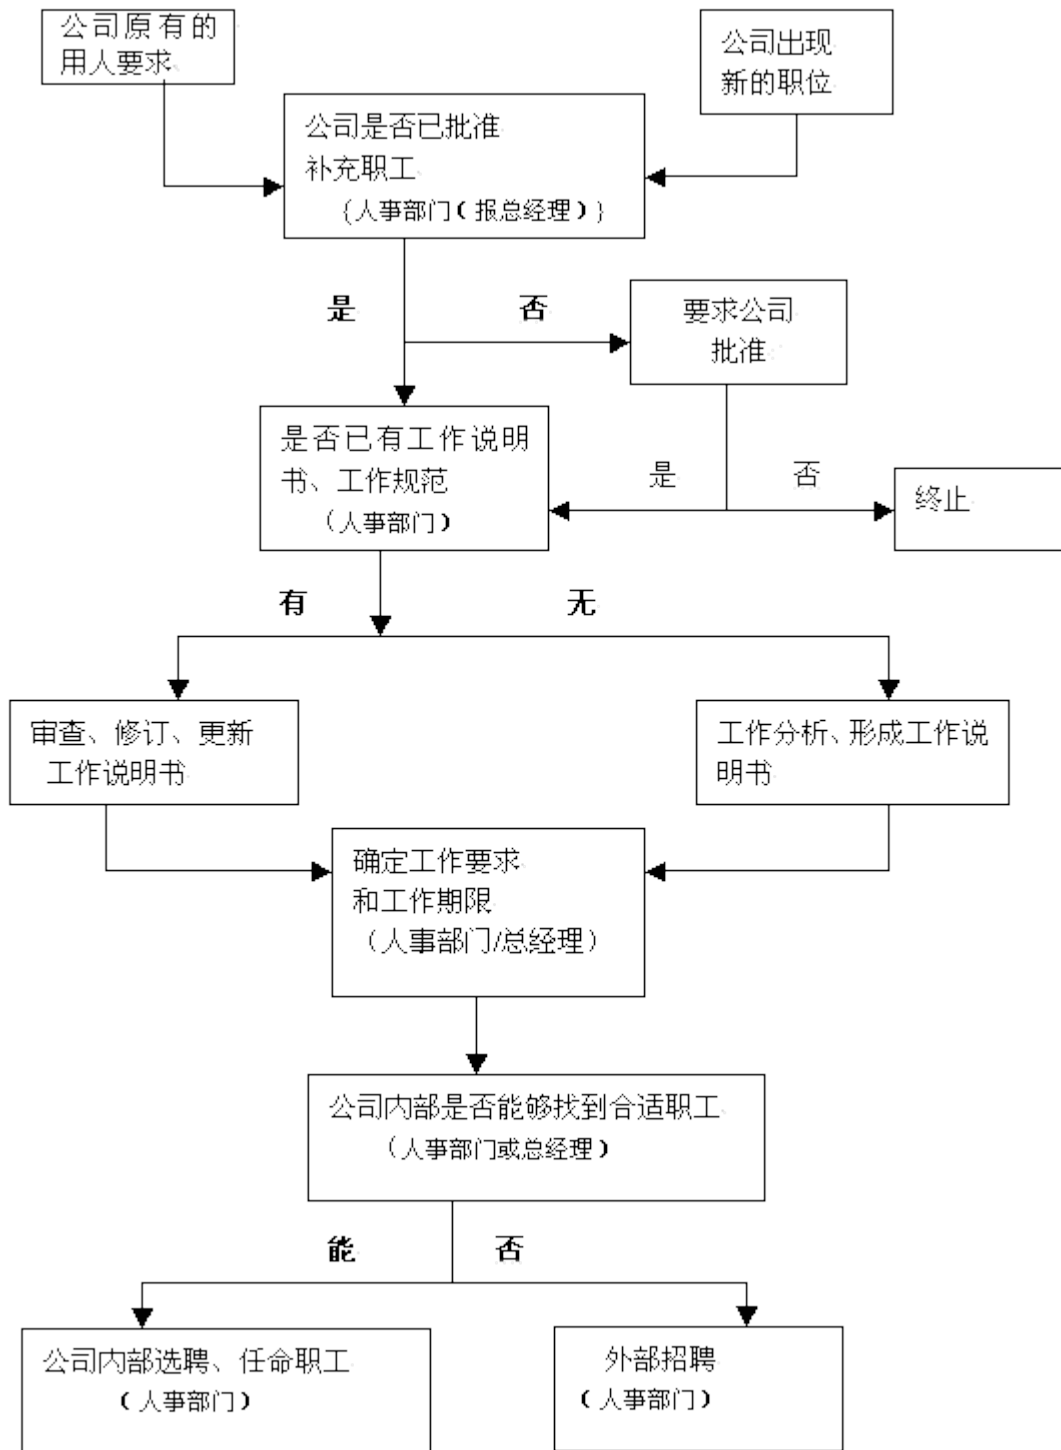 公司原有的
用人要求
公司出现
新的职位
公司是否已批准
补充职工
{人事部门（报总经理）}
是
否
要求公司
批准
是否已有工作说明
书、工作规范
（人事部门）
是
否
终止
有
无
审查、修订、更新
工作说明书
工作分析、形成工作说
明书
确定工作要求
和工作期限
（人事部门/总经理）
公司内部是否能够找到合适职工
（人事部门或总经理）
能
否
公司内部选聘、任命职工
（人事部门）
外部招聘
（人事部门）